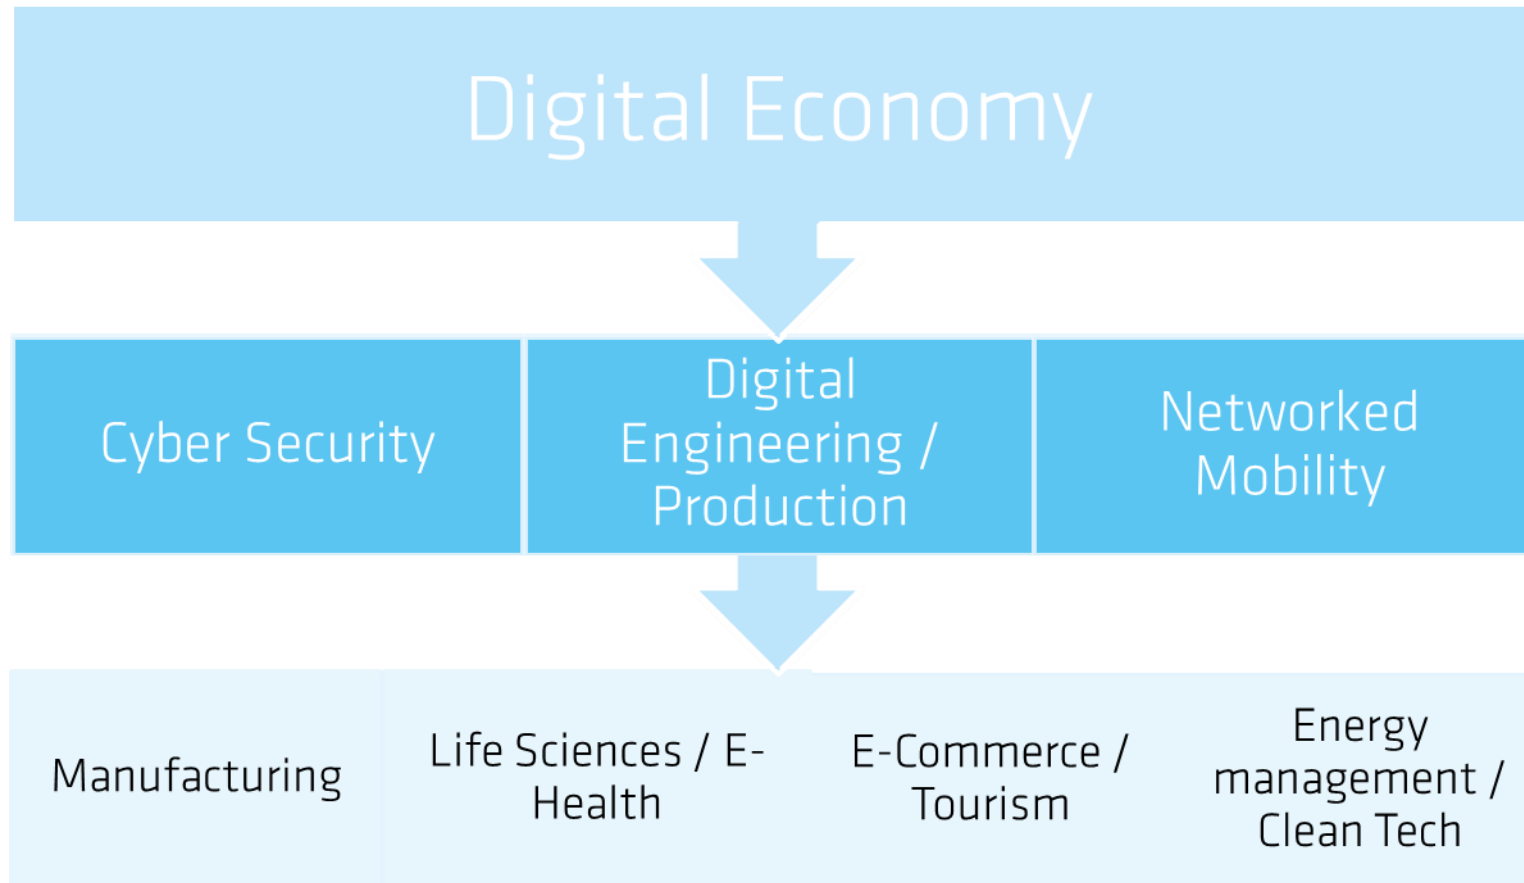 Digital Economy
Cyber Security
Digital
Engineering /
Production
Networked
Mobility
Manufacturing
Life Sciences / E-
Health
E-Commerce /
Tourism
Energy
management /
Clean Tech